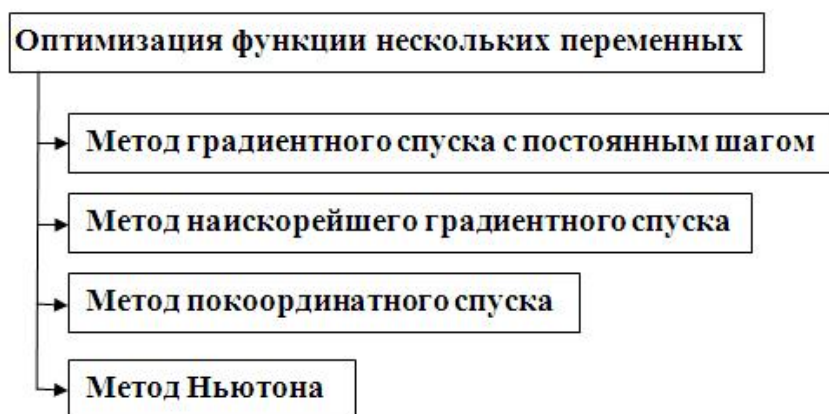 Оптимизация функции нескольких переменных
Метод градиентного спуска с постоянным шагом
Метод наискорейшего градиентного спуска
Метод покоординатного спуска
Метод Ньютона